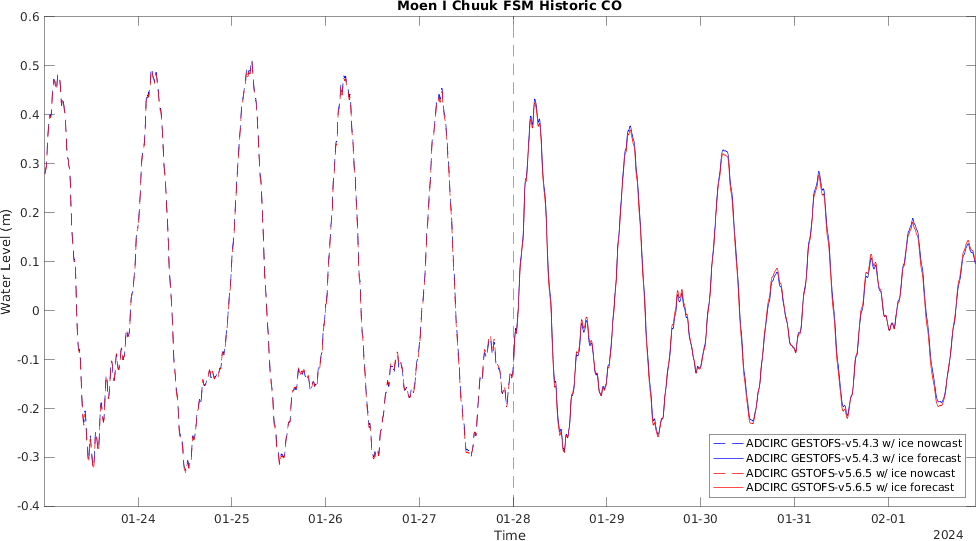 Moen I Chuuk FSM Historic CO
0.6
0.5
0.4
0.3
0.2
0.1
0
-0.1
-0.2
-0.3
-0.4
Water Level (m)
ADCIRC GESTOFS-v5.4.3 w/ ice nowcast
ADCIRC GESTOFS-v5.4.3 w/ ice forecast
ADCIRC GSTOFS-v5.6.5 w/ ice nowcast
ADCIRC GSTOFS-v5.6.5 w/ ice forecast
01-24 01-25 01-26 01-27 01-28 01-29 01-30 01-31 02-01
Time
2024